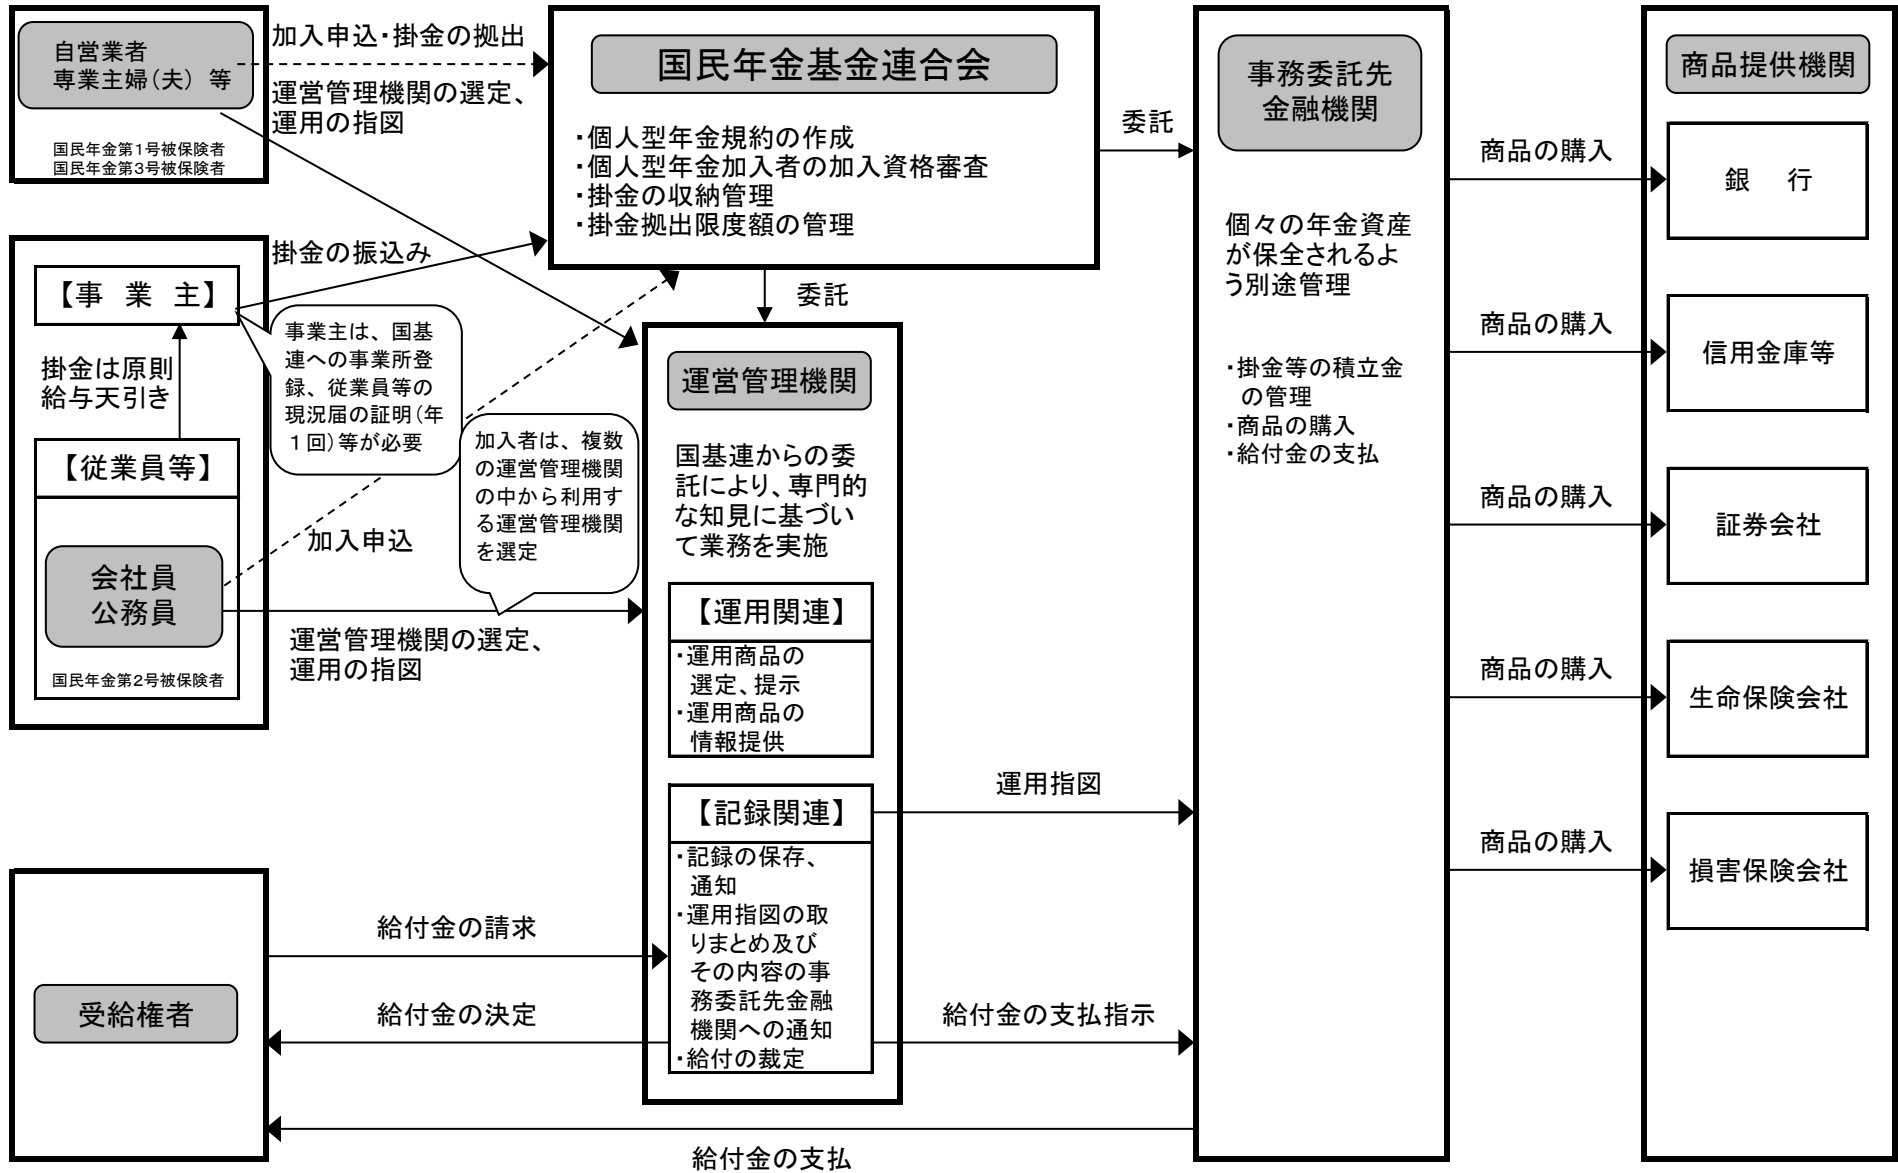 自営業者
専業主婦(夫) 等
国民年金第1号被保険者
国民年金第3号被保険者
加入申込・掛金の拠出
運営管理機関の選定、
運用の指図
国民年金基金連合会
・個人型年金規約の作成
・個人型年金加入者の加入資格審査
・掛金の収納管理
・掛金拠出限度額の管理
委託
事務委託先
金融機関
個々の年金資産
が保全されるよ
う別途管理
・掛金等の積立金
の管理
・商品の購入
・給付金の支払
商品提供機関
商品の購入
銀 行
商品の購入
信用金庫等
商品の購入
証券会社
商品の購入
生命保険会社
商品の購入
損害保険会社
掛金の振込み
【事 業 主】
掛金は原則
給与天引き
事業主は、国基
連への事業所登
録、従業員等の
現況届の証明(年
1回)等が必要
【従業員等】
会社員
公務員
国民年金第2号被保険者
加入申込
加入者は、複数
の運営管理機関
の中から利用す
る運営管理機関
を選定
運営管理機関の選定、
運用の指図
委託
運営管理機関
国基連からの委
託により、専門的
な知見に基づい
て業務を実施
【運用関連】
・運用商品の
選定、提示
・運用商品の
情報提供
【記録関連】
・記録の保存、
通知
・運用指図の取
りまとめ及び
その内容の事
務委託先金融
機関への通知
・給付の裁定
運用指図
受給権者
給付金の請求
給付金の決定
給付金の支払指示
給付金の支払